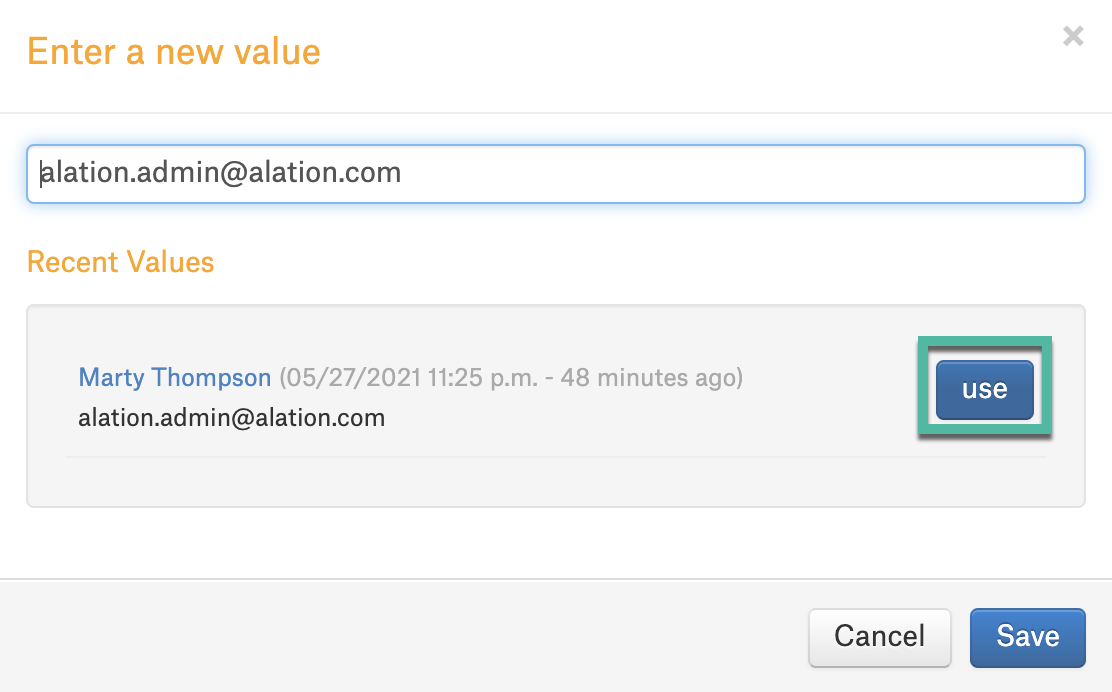 Enter a new value
×
alation.admin@alation.com
Recent Values
Marty Thompson (05/27/2021 11:25 p.m. - 48 minutes ago)
use
alation.admin@alation.com
Cancel
Save